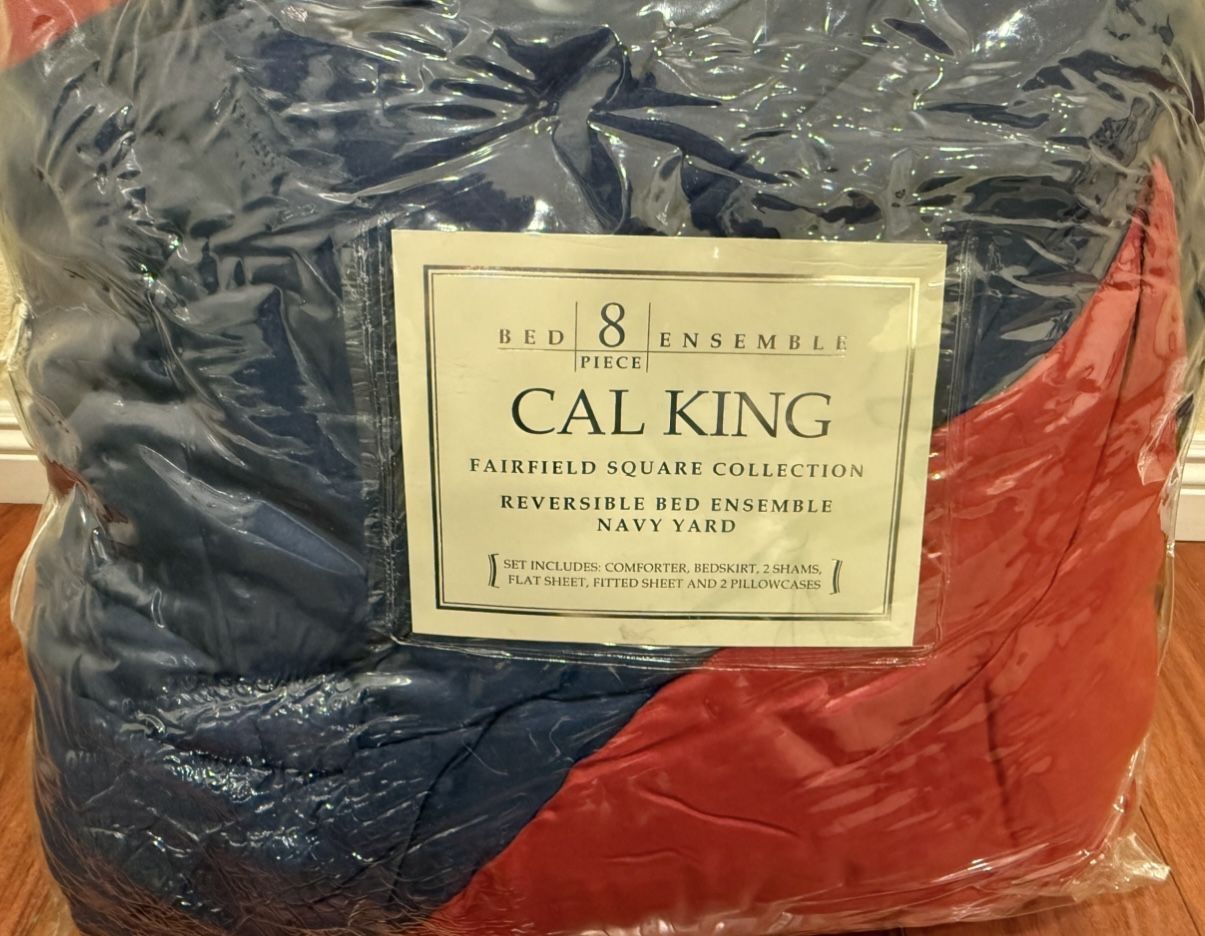 BED 8 ENSEMBLE
PIECE
CAL KING
FAIRFIELD SQUARE COLLECTION
REVERSIBLE BED ENSEMBLE
NAVY YARD
[SET INCLUDES: COMFORTER, BEDSKIRT, 2 SHAMS,
FLAT SHEET, FITTED SHEET AND 2 PILLOWCASES]